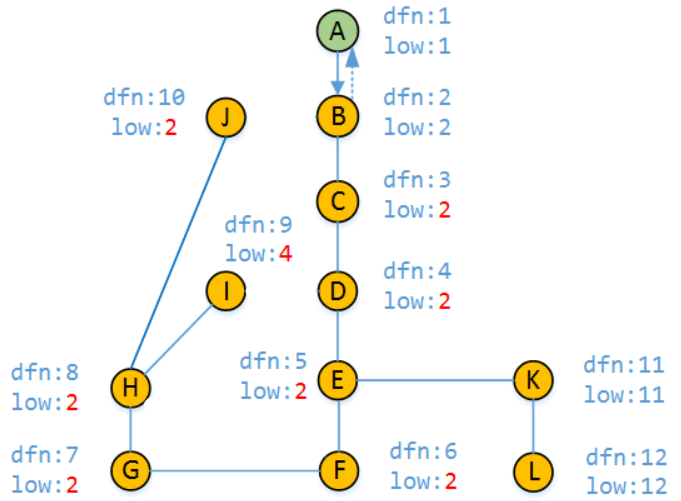 A
dfn:1
low:1
dfn:10
low:2
J
B
dfn:2
low:2
C
dfn:3
low:2
dfn:9
low:4
I
D
dfn:4
low:2
dfn:8
low:2
H
dfn:5
low:2
E
K
dfn:11
low:11
dfn:7
low:2
G
F
dfn:6
low:2
L
dfn:12
low:12